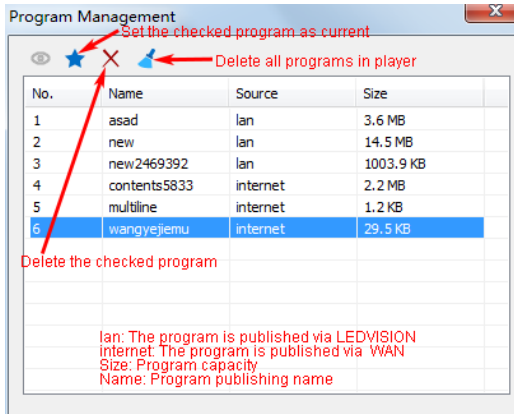 Program Management
Set the checked program as current
Delete all programs in player
No. Name Source Size
1 asad lan 3.6 MB
2 new lan 14.5 MB
3 new2469392 lan 1003.9 KB
4 contents5833 internet 2.2 MB
5 multiline internet 1.2 KB
6 wangyejiemu internet 29.5 KB
Delete the checked program
lan: The program is published via LEDVISION
internet: The program is published via WAN
Size: Program capacity
Name: Program publishing name